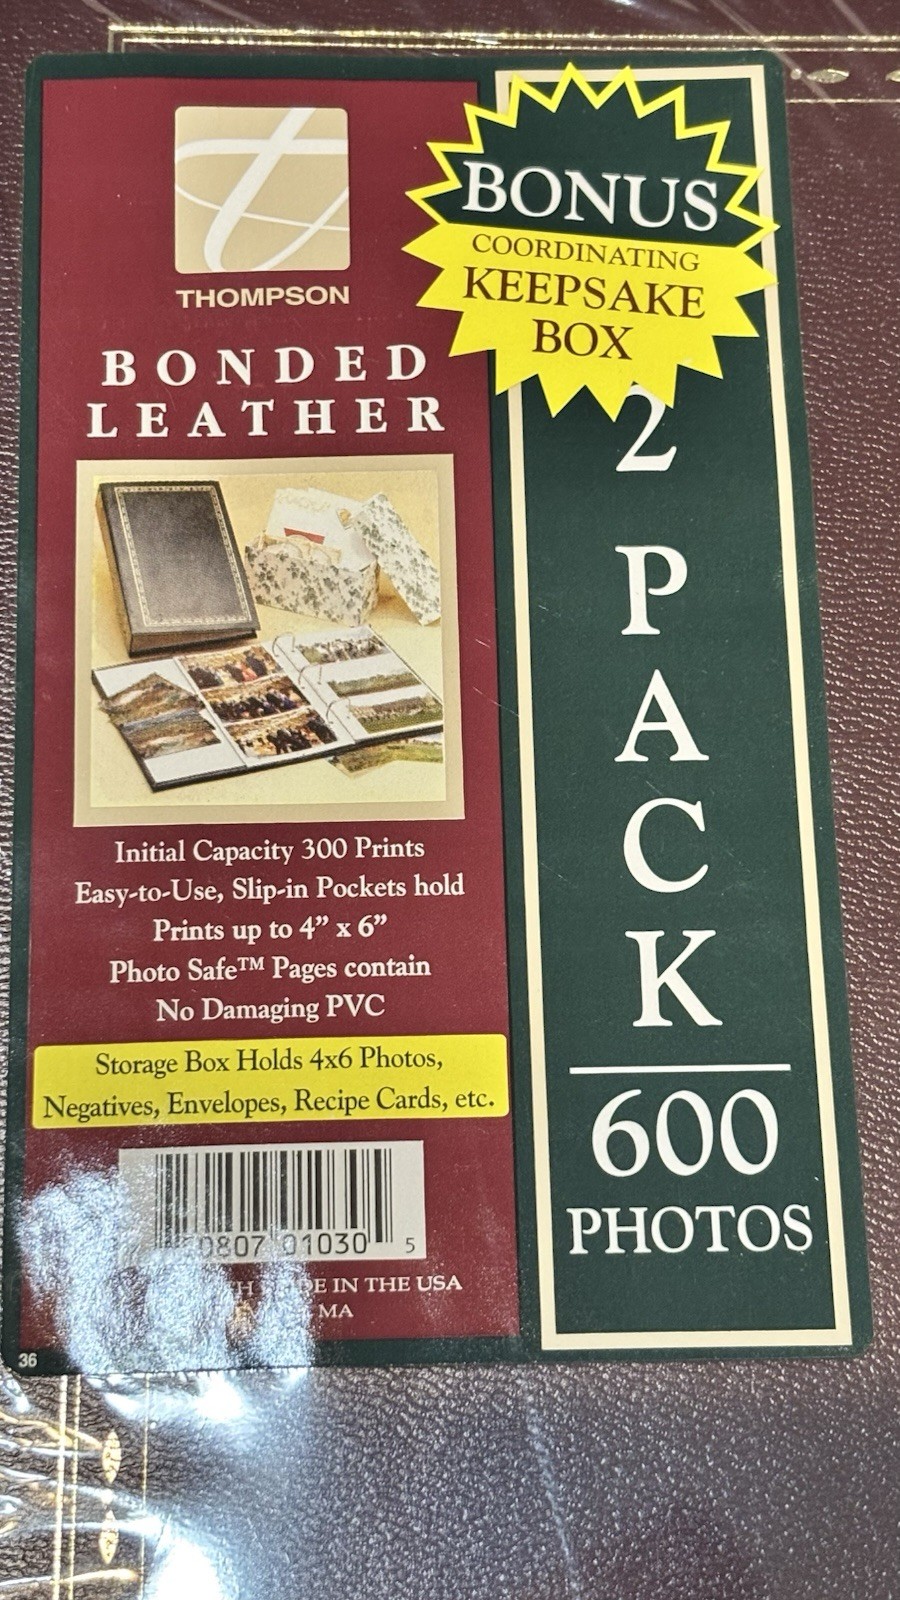 THOMPSON
BONDED
LEATHER
Initial Capacity 300 Prints
Easy-to-Use, Slip-in Pockets hold
Prints up to 4” x 6”
Photo Safe™ Pages contain
No Damaging PVC
Storage Box Holds 4x6 Photos,
Negatives, Envelopes, Recipe Cards, etc.
0807 01030 5
IN THE USA
MA
36
BONUS
COORDINATING
KEEPSAKE
BOX
2
P
A
C
K
600
PHOTOS